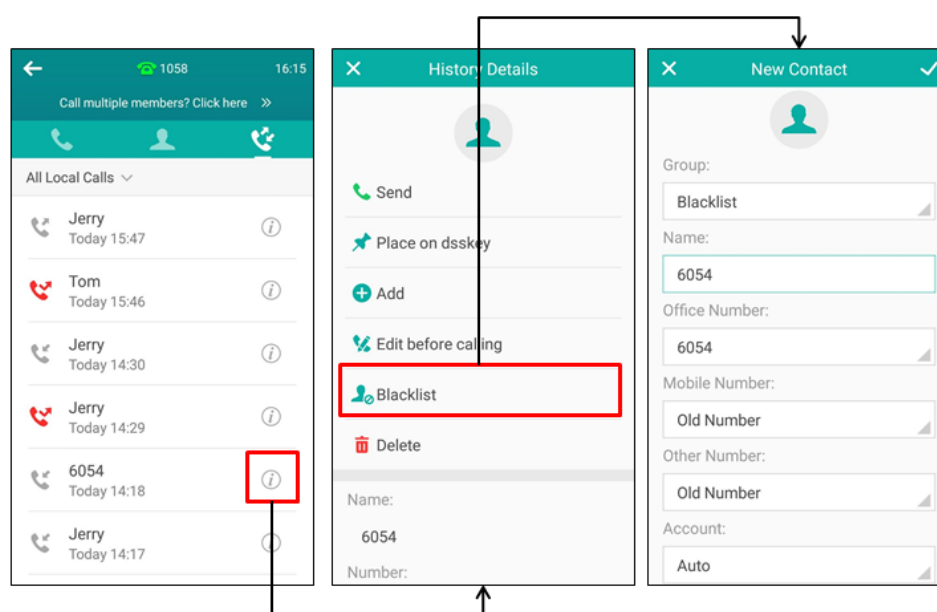 1058
16:15
Call multiple members? Click here »
All Local Calls
Jerry
Today 15:47
Tom
Today 15:46
Jerry
Today 14:30
Jerry
Today 14:29
6054
Today 14:18
Jerry
Today 14:17
History Details
Send
Place on dsskey
Add
Edit before calling
Blacklist
Delete
Name:
6054
Number:
New Contact
Group:
Blacklist
Name:
6054
Office Number:
6054
Mobile Number:
Old Number
Other Number:
Old Number
Account:
Auto